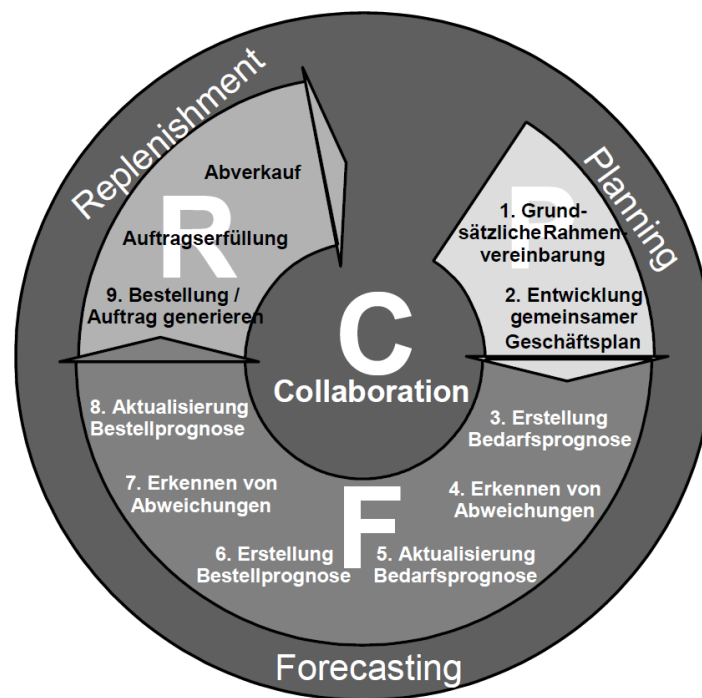 Planning
P
1. Grund-
sätzliche Rahmen-
vereinbarung
2. Entwicklung
gemeinsamer
Geschäftsplan
3. Erstellung
Bedarfsprognose
4. Erkennen von
Abweichungen
5. Aktualisierung
Bedarfsprognose
Forecasting
F
6. Erstellung
Bestellprognose
7. Erkennen von
Abweichungen
8. Aktualisierung
Bestellprognose
Replenishment
R
9. Bestellung /
Auftrag generieren
Auftragserfüllung
Abverkauf
C
Collaboration